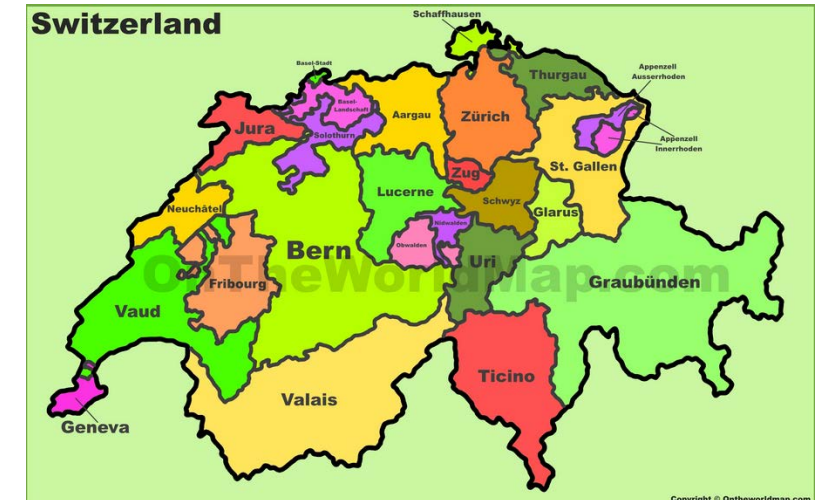 Switzerland
Schaffhausen
Basel-Stadt
Thurgau
Appenzell
Ausserrhoden
Basel-
Landschaft
Aargau
Zürich
Jura
Solothurn
Appenzell
Innerrhoden
St. Gallen
Zug
Lucerne
Schwyz
Neuchâtel
Glarus
Nidwalden
Obwalden
Bern
Uri
OnTheWorldMap.com
Fribourg
Graubünden
Vaud
Ticino
Valais
Geneva
Copyright © Ontheworldmap.com